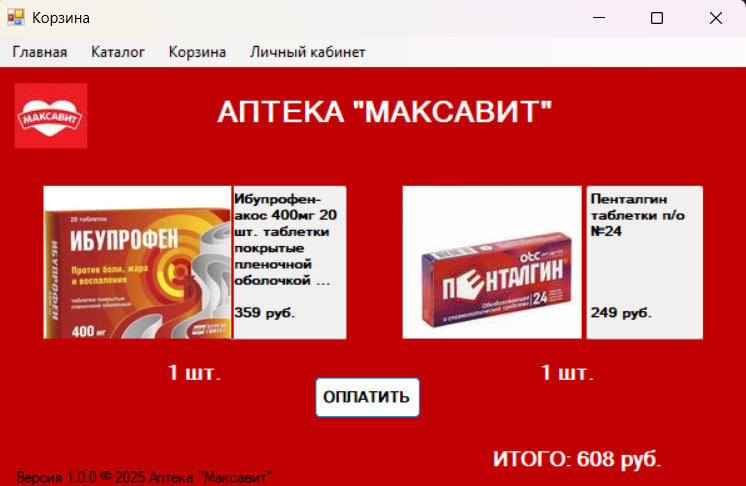 Корзина
Главная Каталог Корзина Личный кабинет
МАКСАВИТ
АПТЕКА "МАКСАВИТ"
20 таблеток
ИБУПРОФЕН
Против боли, жара
и воспаления
таблетки покрытые
пленочной оболочкой
400 мг
ИБУПРОФЕН
Ибупрофен-
акос 400мг 20
шт. таблетки
покрытые
пленочной
оболочкой ...
359 руб.
otc
ПЕНТАЛГИН
Обезболивающее
и спазмолитическое средство
24
Пенталгин
таблетки п/о
№24
249 руб.
1 шт.
1 шт.
ОПЛАТИТЬ
ИТОГО: 608 руб.
Версия 1.0.0 © 2025 Аптека "Максавит"